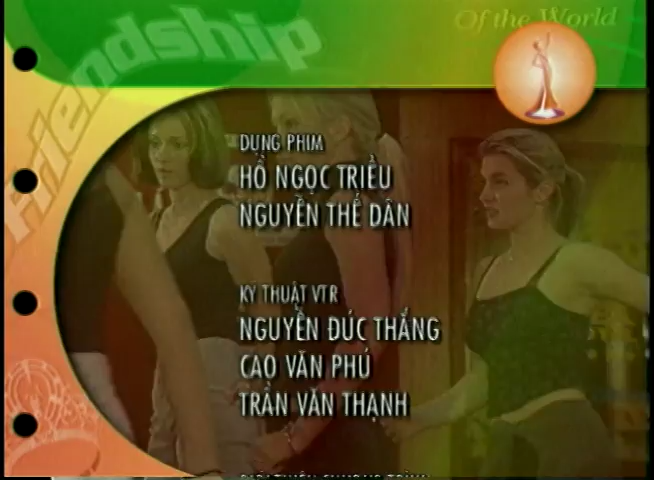 Friendship
Of the World
DỰNG PHIM
HỒ NGỌC TRIỀU
NGUYỄN THẾ DÂN
KỸ THUẬT VTR
NGUYỄN ĐỨC THẮNG
CAO VĂN PHÚ
TRẦN VĂN THẠNH